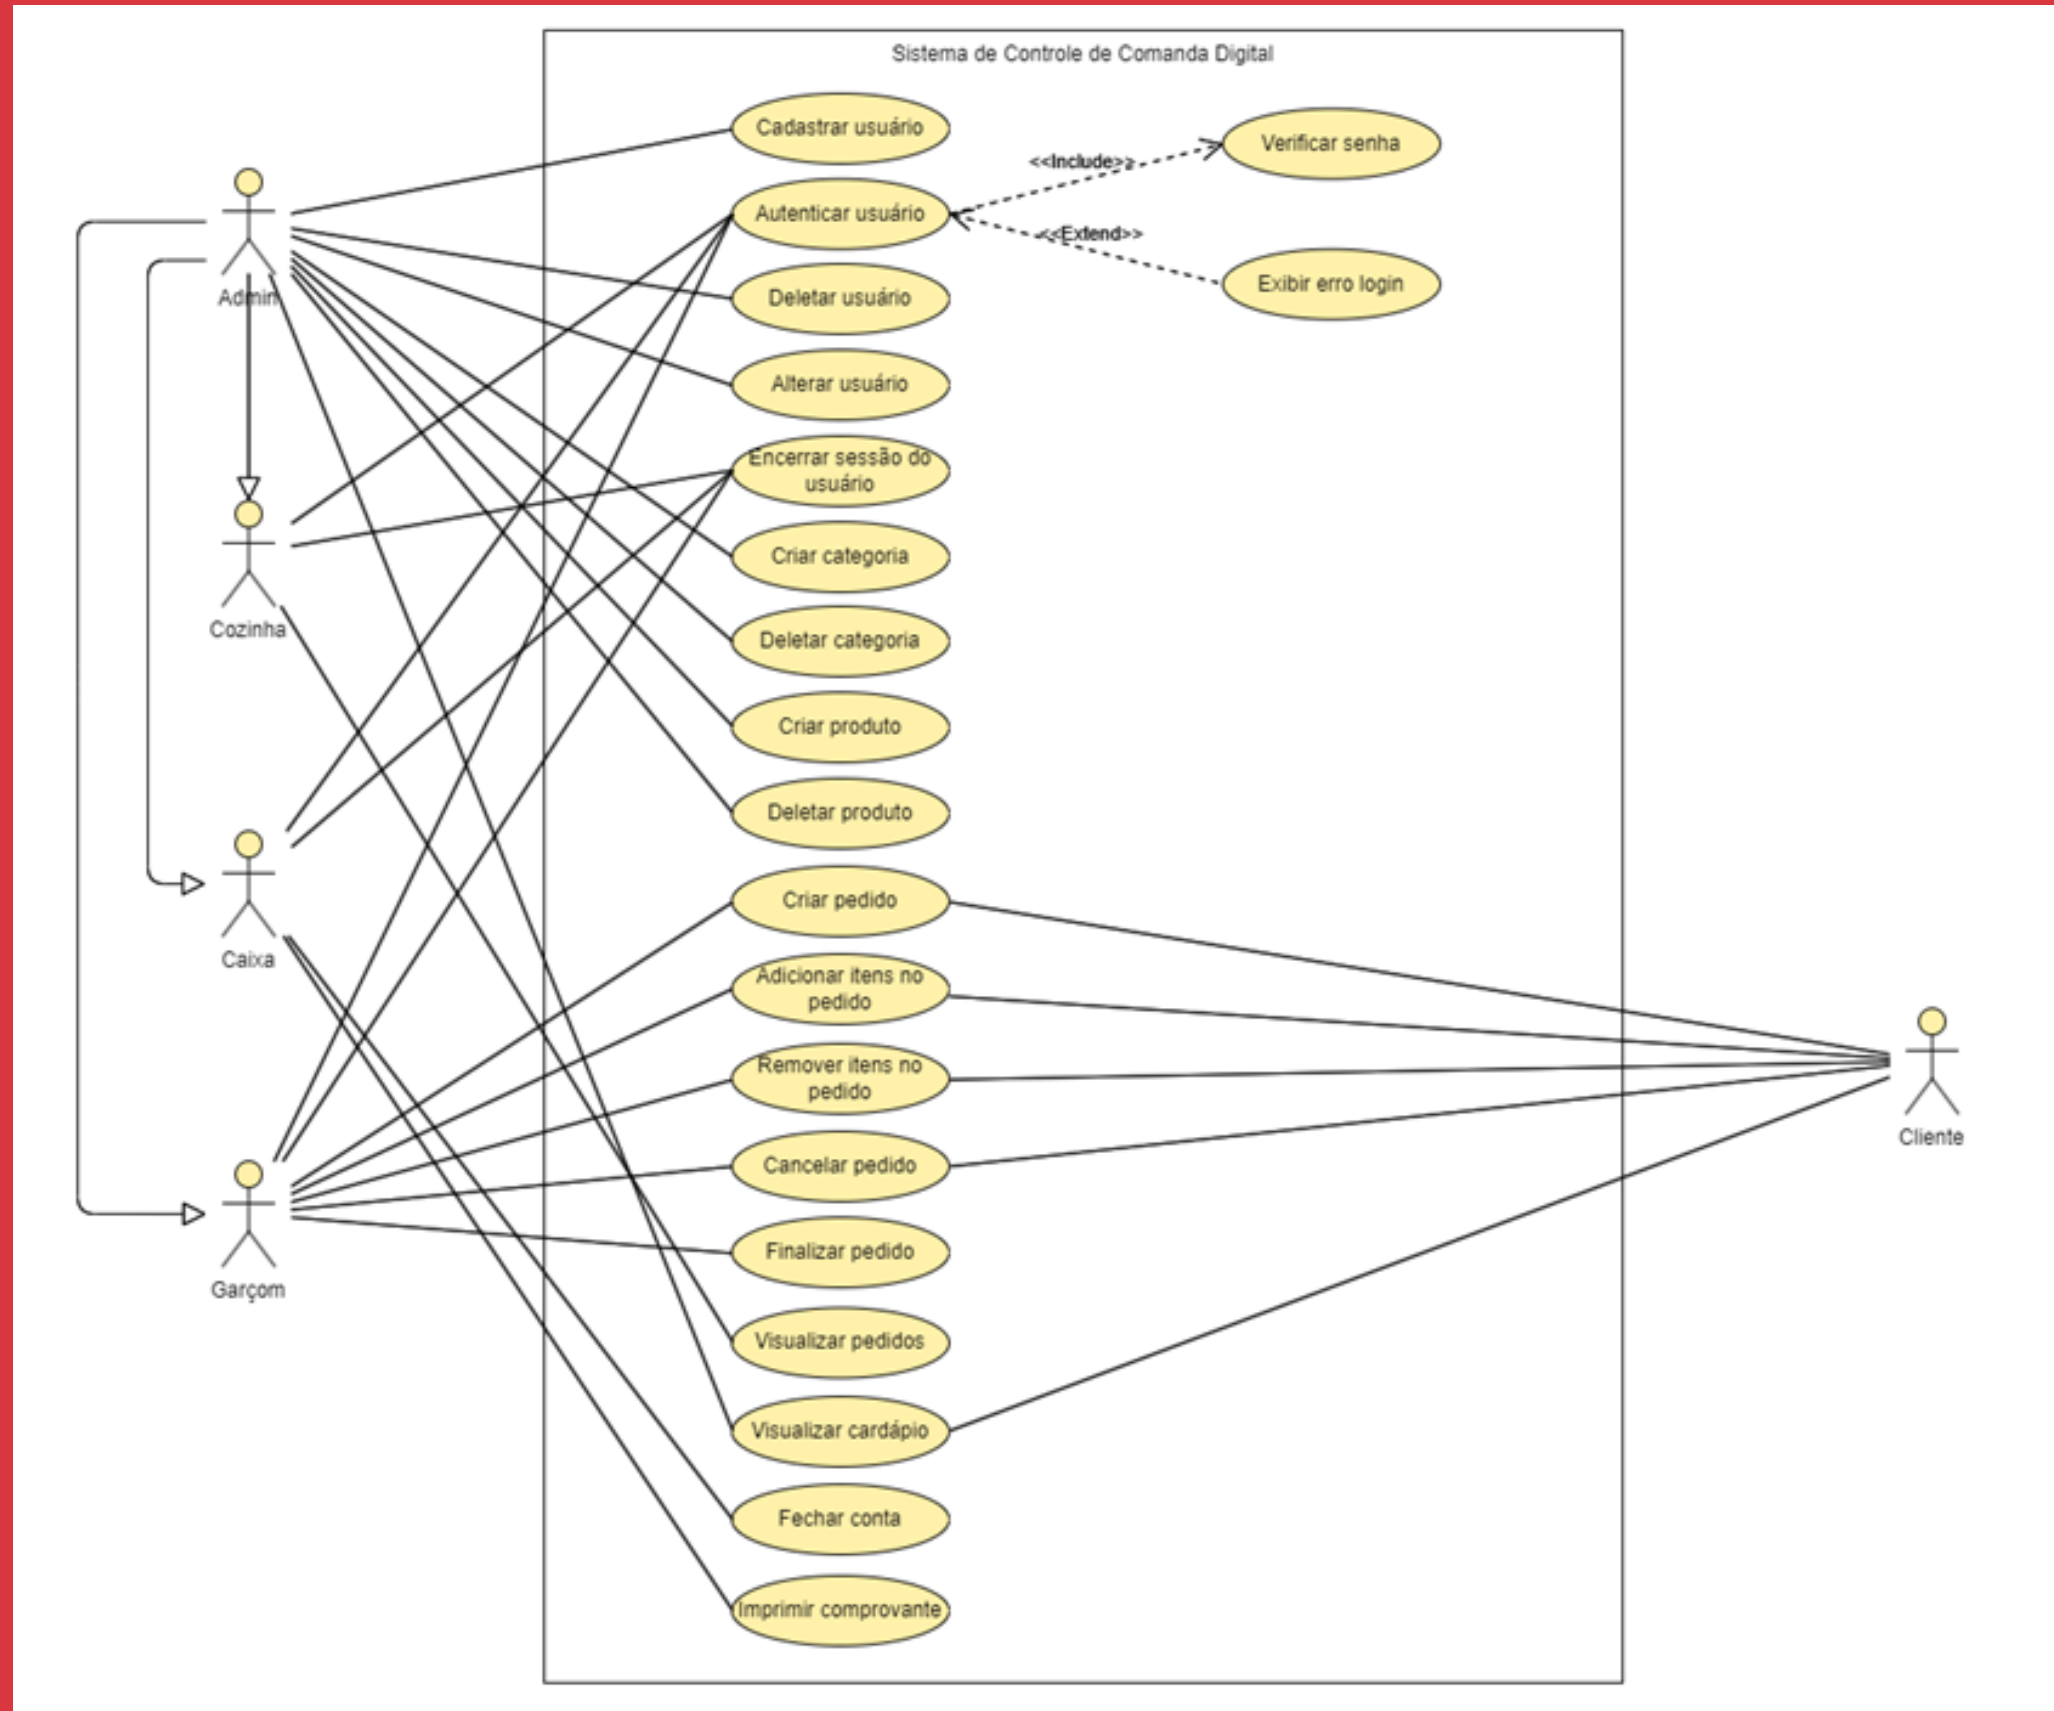 Sistema de Controle de Comanda Digital
Cadastrar usuário
Verificar senha
<<Include>>
Autenticar usuário
<<Extend>>
Exibir erro login
Admin
Deletar usuário
Alterar usuário
Encerrar sessão do
usuário
Criar categoria
Cozinha
Deletar categoria
Criar produto
Deletar produto
Criar pedido
Caixa
Adicionar itens no
pedido
Remover itens no
pedido
Cliente
Cancelar pedido
Finalizar pedido
Garçom
Visualizar pedidos
Visualizar cardápio
Fechar conta
Imprimir comprovante